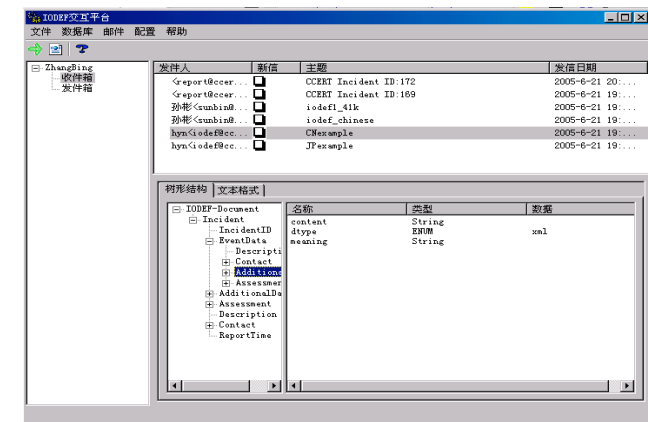 IODEF交互平台
文件 数据库 邮件 配置 帮助
ZhangBing
收件箱
发件箱
发件人 新信 主题 发信日期
<report@ccer... CCERT Incident ID:172 2005-6-21 20:...
<report@ccer... CCERT Incident ID:169 2005-6-21 19:...
孙彬<sunbin@... iodef1_41k 2005-6-21 19:...
孙彬<sunbin@... iodef_chinese 2005-6-21 19:...
hyn<iodef@cc... CNexample 2005-6-21 19:...
hyn<iodef@cc... JPexample 2005-6-21 19:...
树形结构 文本格式
IODEF-Document
Incident
IncidentID
EventData
Descripti
Contact
Additiona
Assessmer
AdditionalDa
Assessment
Description
Contact
ReportTime
名称 类型 数据
content String
dtype ENUM xml
meaning String